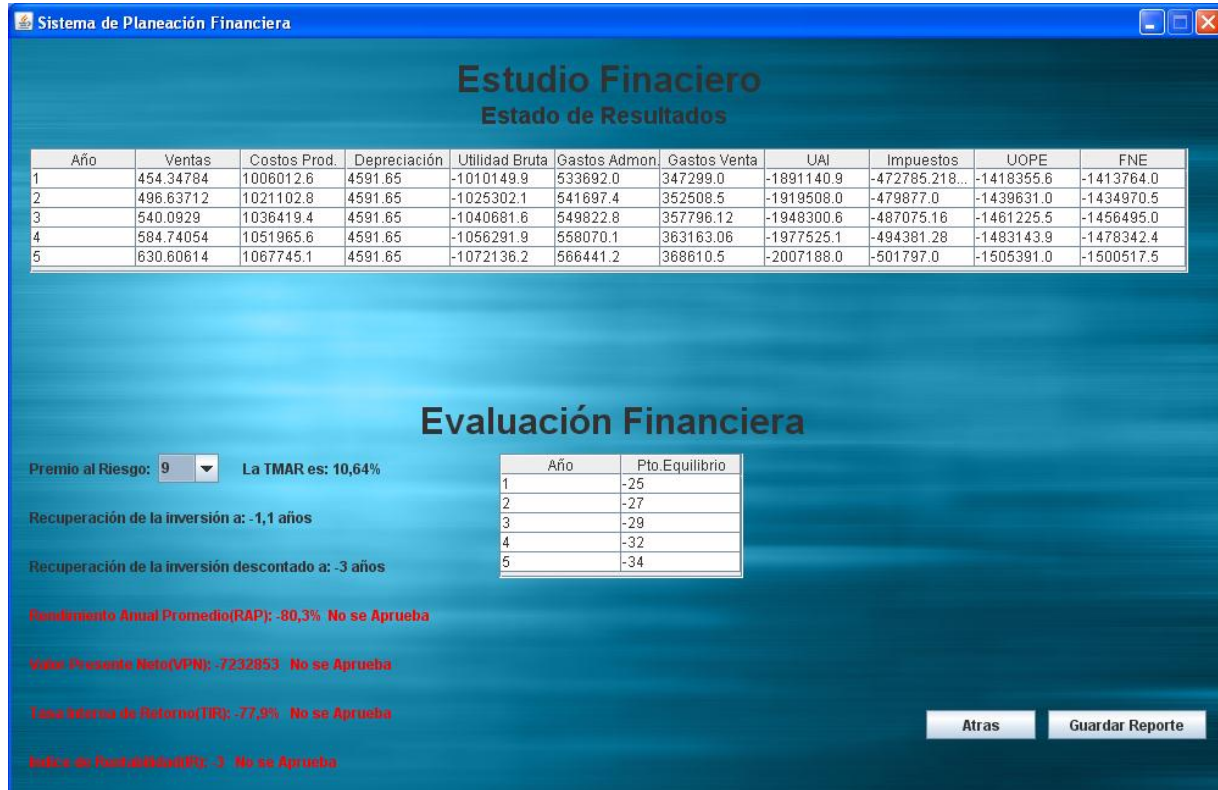 Sistema de Planeación Financiera
Estudio Finaciero
Estado de Resultados
Año Ventas Costos Prod. Depreciación Utilidad Bruta Gastos Admon. Gastos Venta UAI Impuestos UOPE FNE
1 454.34784 1006012.6 4591.65 -1010149.9 533692.0 347299.0 -1891140.9 -472785.218... -1418355.6 -1413764.0
2 496.63712 1021102.8 4591.65 -1025302.1 541697.4 352508.5 -1919508.0 -479877.0 -1439631.0 -1434970.5
3 540.0929 1036419.4 4591.65 -1040681.6 549822.8 357796.12 -1948300.6 -487075.16 -1461225.5 -1456495.0
4 584.74054 1051965.6 4591.65 -1056291.9 558070.1 363163.06 -1977525.1 -494381.28 -1483143.9 -1478342.4
5 630.60614 1067745.1 4591.65 -1072136.2 566441.2 368610.5 -2007188.0 -501797.0 -1505391.0 -1500517.5
Evaluación Financiera
Premio al Riesgo: 9 La TMAR es: 10,64%
Recuperación de la inversión a: -1,1 años
Recuperación de la inversión descontado a: -3 años
Rendimiento Anual Promedio(RAP): -80,3% No se Aprueba
Valor Presente Neto(VPN): -7232853 No se Aprueba
Tasa Interna de Retorno(TIR): -77,9% No se Aprueba
Indice de Rentabilidad(IR): -3 No se Aprueba
Año Pto.Equilibrio
1 -25
2 -27
3 -29
4 -32
5 -34
Atras Guardar Reporte